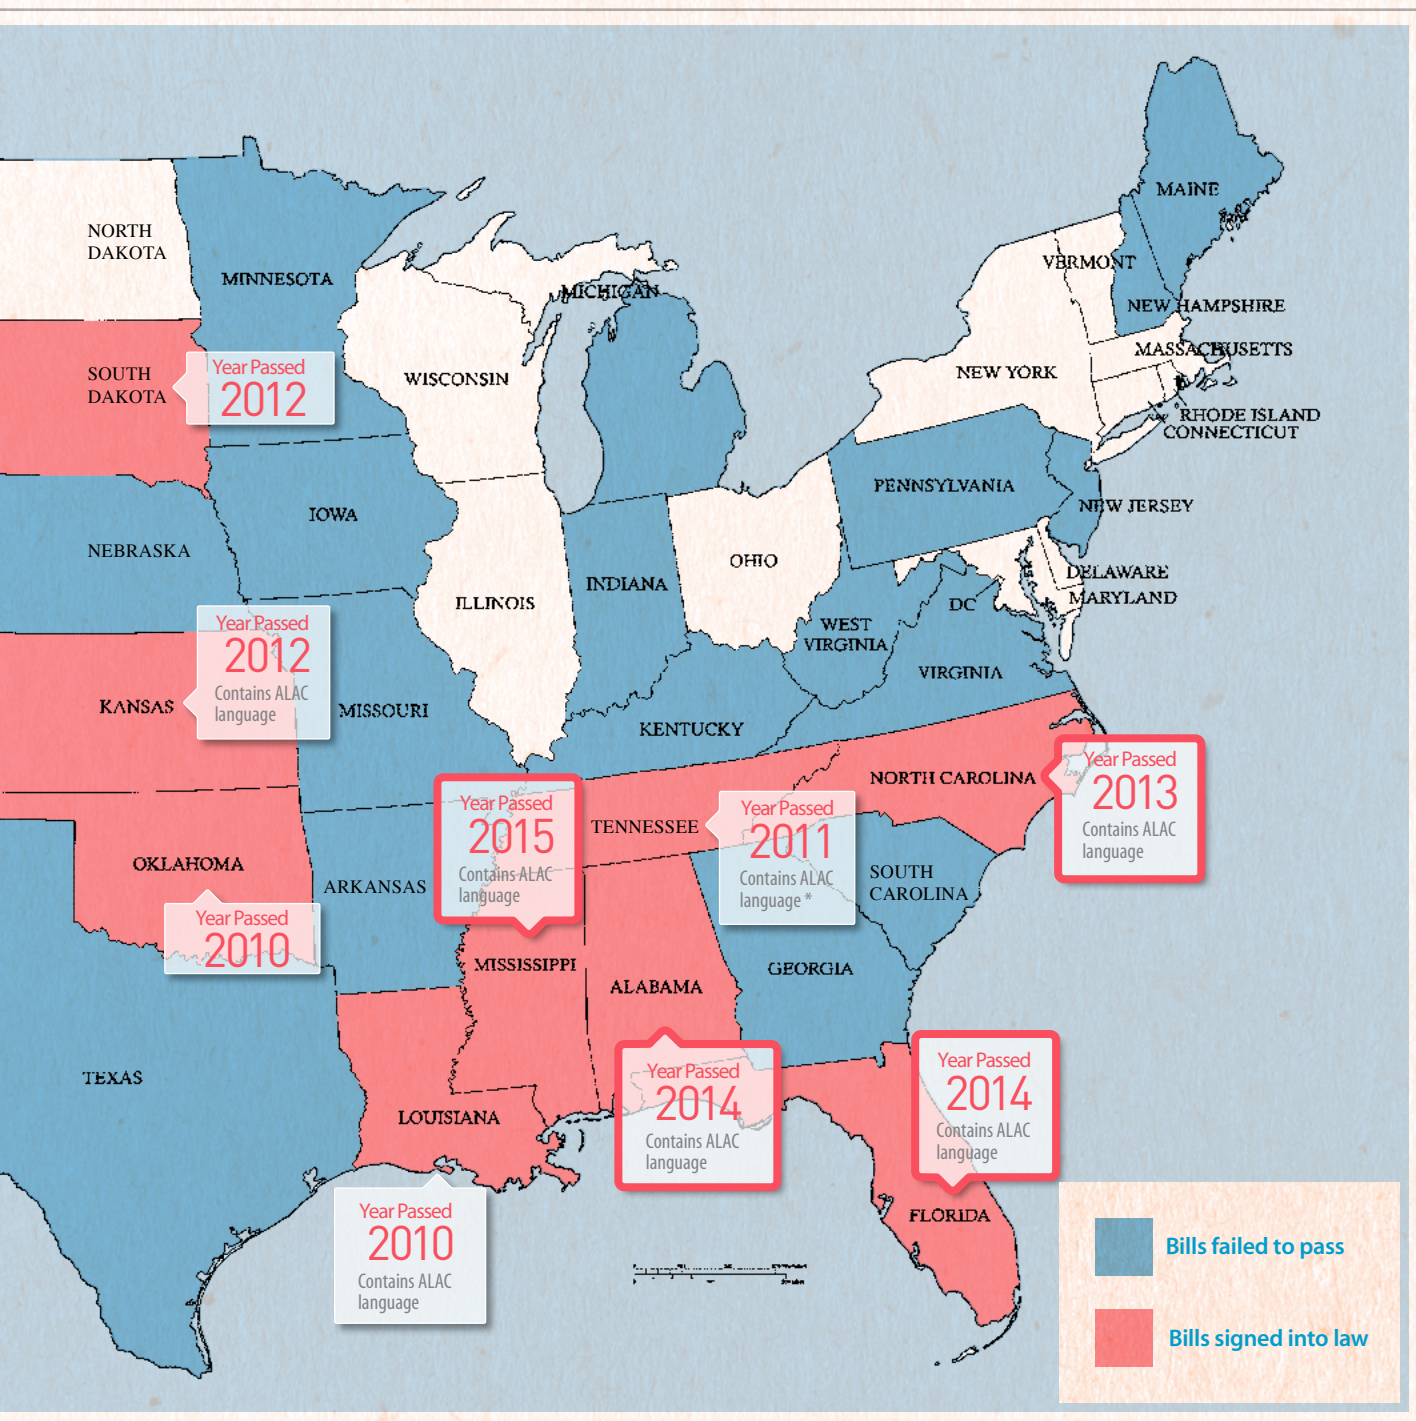 MAINE
NORTH
DAKOTA
MINNESOTA
VERMONT
MICHIGAN
NEW HAMPSHIRE
MASSACHUSETTS
SOUTH
DAKOTA
Year Passed
2012
WISCONSIN
NEW YORK
RHODE ISLAND
CONNECTICUT
PENNSYLVANIA
NEW JERSEY
IOWA
NEBRASKA
OHIO
INDIANA
ILLINOIS
DELAWARE
MARYLAND
DC
WEST
VIRGINIA
VIRGINIA
Year Passed
2012
Contains ALAC
language
KANSAS
MISSOURI
KENTUCKY
NORTH CAROLINA
Year Passed
2013
Contains ALAC
language
Year Passed
2015
Contains ALAC
language
TENNESSEE
Year Passed
2011
Contains ALAC
language *
OKLAHOMA
Year Passed
2010
ARKANSAS
SOUTH
CAROLINA
MISSISSIPPI
ALABAMA
GEORGIA
TEXAS
LOUISIANA
Year Passed
2014
Contains ALAC
language
Year Passed
2014
Contains ALAC
language
FLORIDA
Year Passed
2010
Contains ALAC
language
Bills failed to pass
Bills signed into law